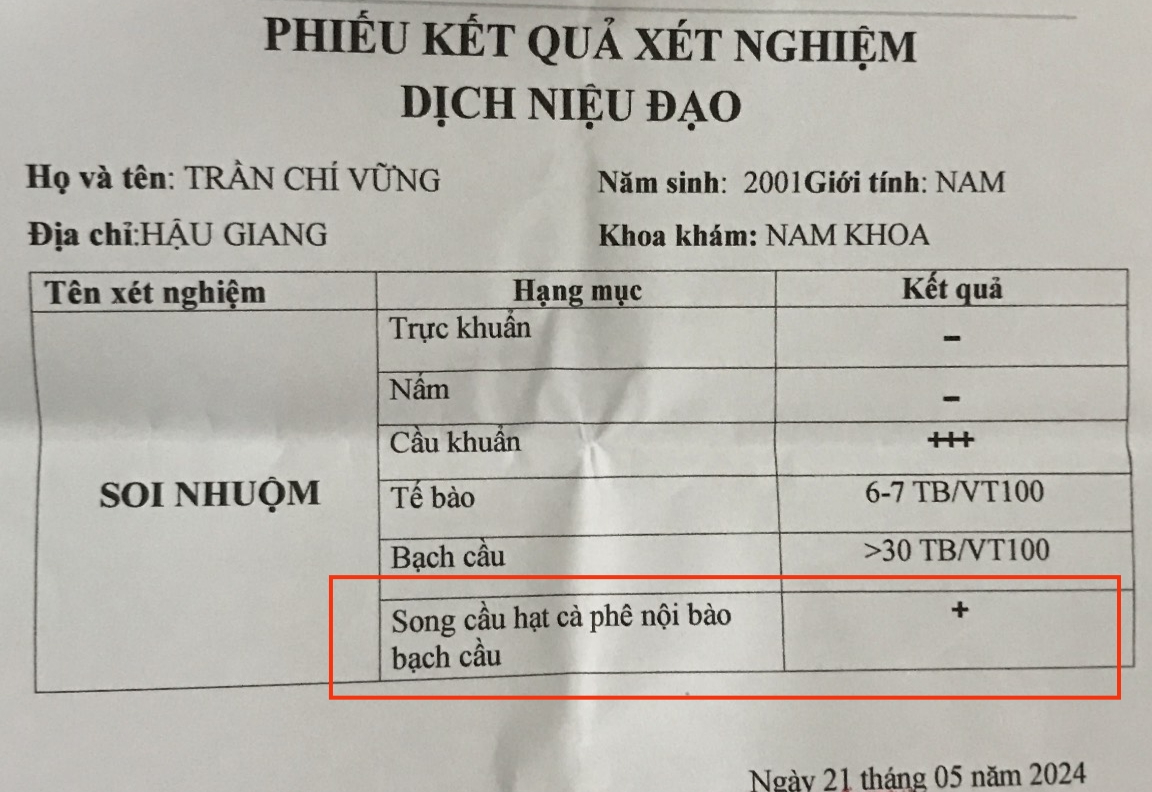 PHIẾU KẾT QUẢ XÉT NGHIỆM
DỊCH NIỆU ĐẠO
Họ và tên: TRẦN CHÍ VỮNG
Năm sinh: 2001Giới tính: NAM
Địa chỉ:HẬU GIANG
Khoa khám: NAM KHOA
Tên xét nghiệm Hạng mục Kết quả
SOI NHUỘM
Trực khuẩn -
Nấm -
Cầu khuẩn +++
Tế bào 6-7 TB/VT100
Bạch cầu >30 TB/VT100
Song cầu hạt cà phê nội bào +
bạch cầu
Ngày 21 tháng 05 năm 2024